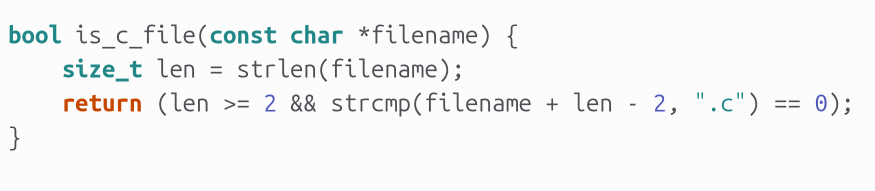 bool is_c_file(const char *filename) {
    size_t len = strlen(filename);
    return (len >= 2 && strcmp(filename + len - 2, ".c") == 0);
}